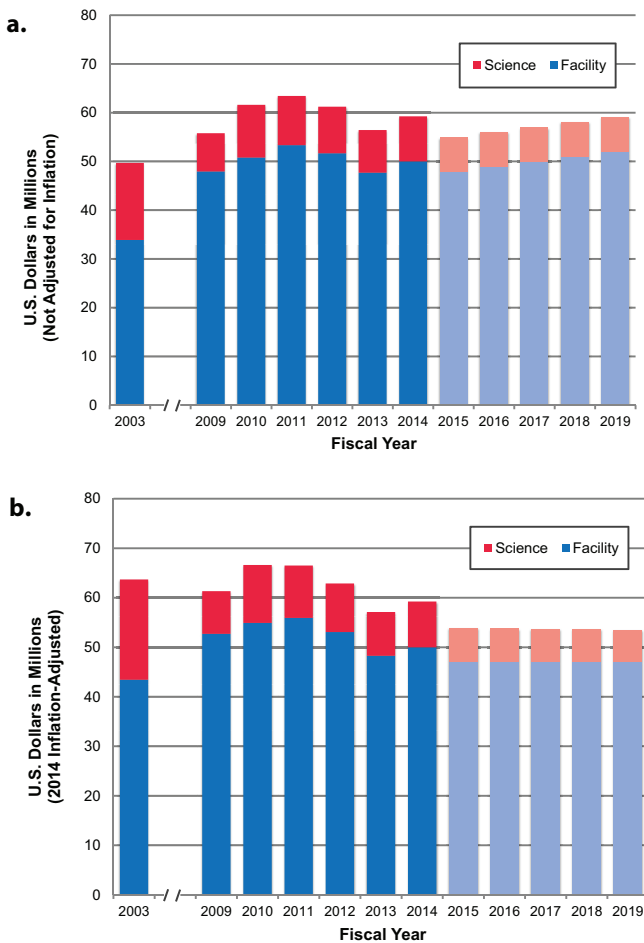 a.
80
70
60
50
40
30
20
10
0
U.S. Dollars in Millions
(Not Adjusted for Inflation)
Science Facility
2003 // 2009 2010 2011 2012 2013 2014 2015 2016 2017 2018 2019
Fiscal Year
b.
80
70
60
50
40
30
20
10
0
U.S. Dollars in Millions
(2014 Inflation-Adjusted)
Science Facility
2003 // 2009 2010 2011 2012 2013 2014 2015 2016 2017 2018 2019
Fiscal Year